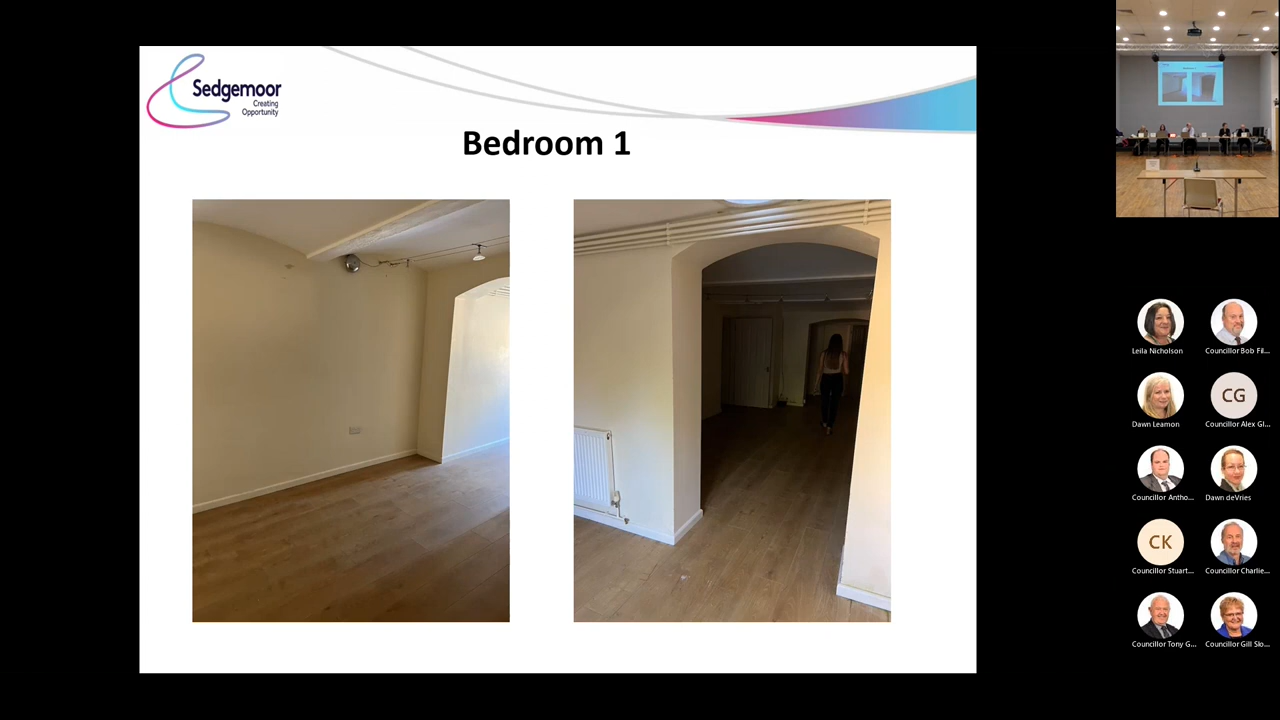 Sedgemoor
Creating
Opportunity
Bedroom 1
Leila Nicholson
Councillor Bob Fil...
Dawn Leamon
CG
Councillor Alex Gl...
Councillor Antho...
Dawn deVries
CK
Councillor Stuart...
Councillor Charlie...
Councillor Tony G...
Councillor Gill Slo...